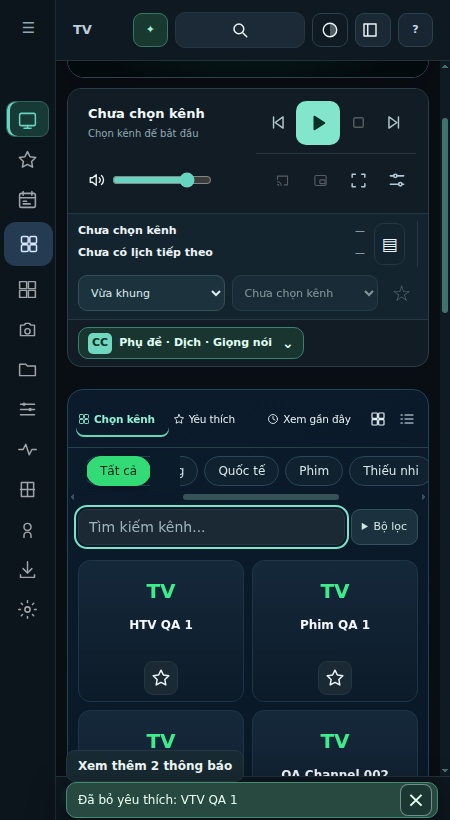 TV
?
Chưa chọn kênh
Chọn kênh để bắt đầu
Chưa chọn kênh —
Chưa có lịch tiếp theo —
Vừa khung
Chưa chọn kênh
CC Phụ đề · Dịch · Giọng nói
Chọn kênh
Yêu thích
Xem gần đây
Tất cả
g
Quốc tế
Phim
Thiếu nhi
Tìm kiếm kênh...
Bộ lọc
TV
HTV QA 1
TV
Phim QA 1
TV
TV
QA Channel 002
Xem thêm 2 thông báo
Đã bỏ yêu thích: VTV QA 1